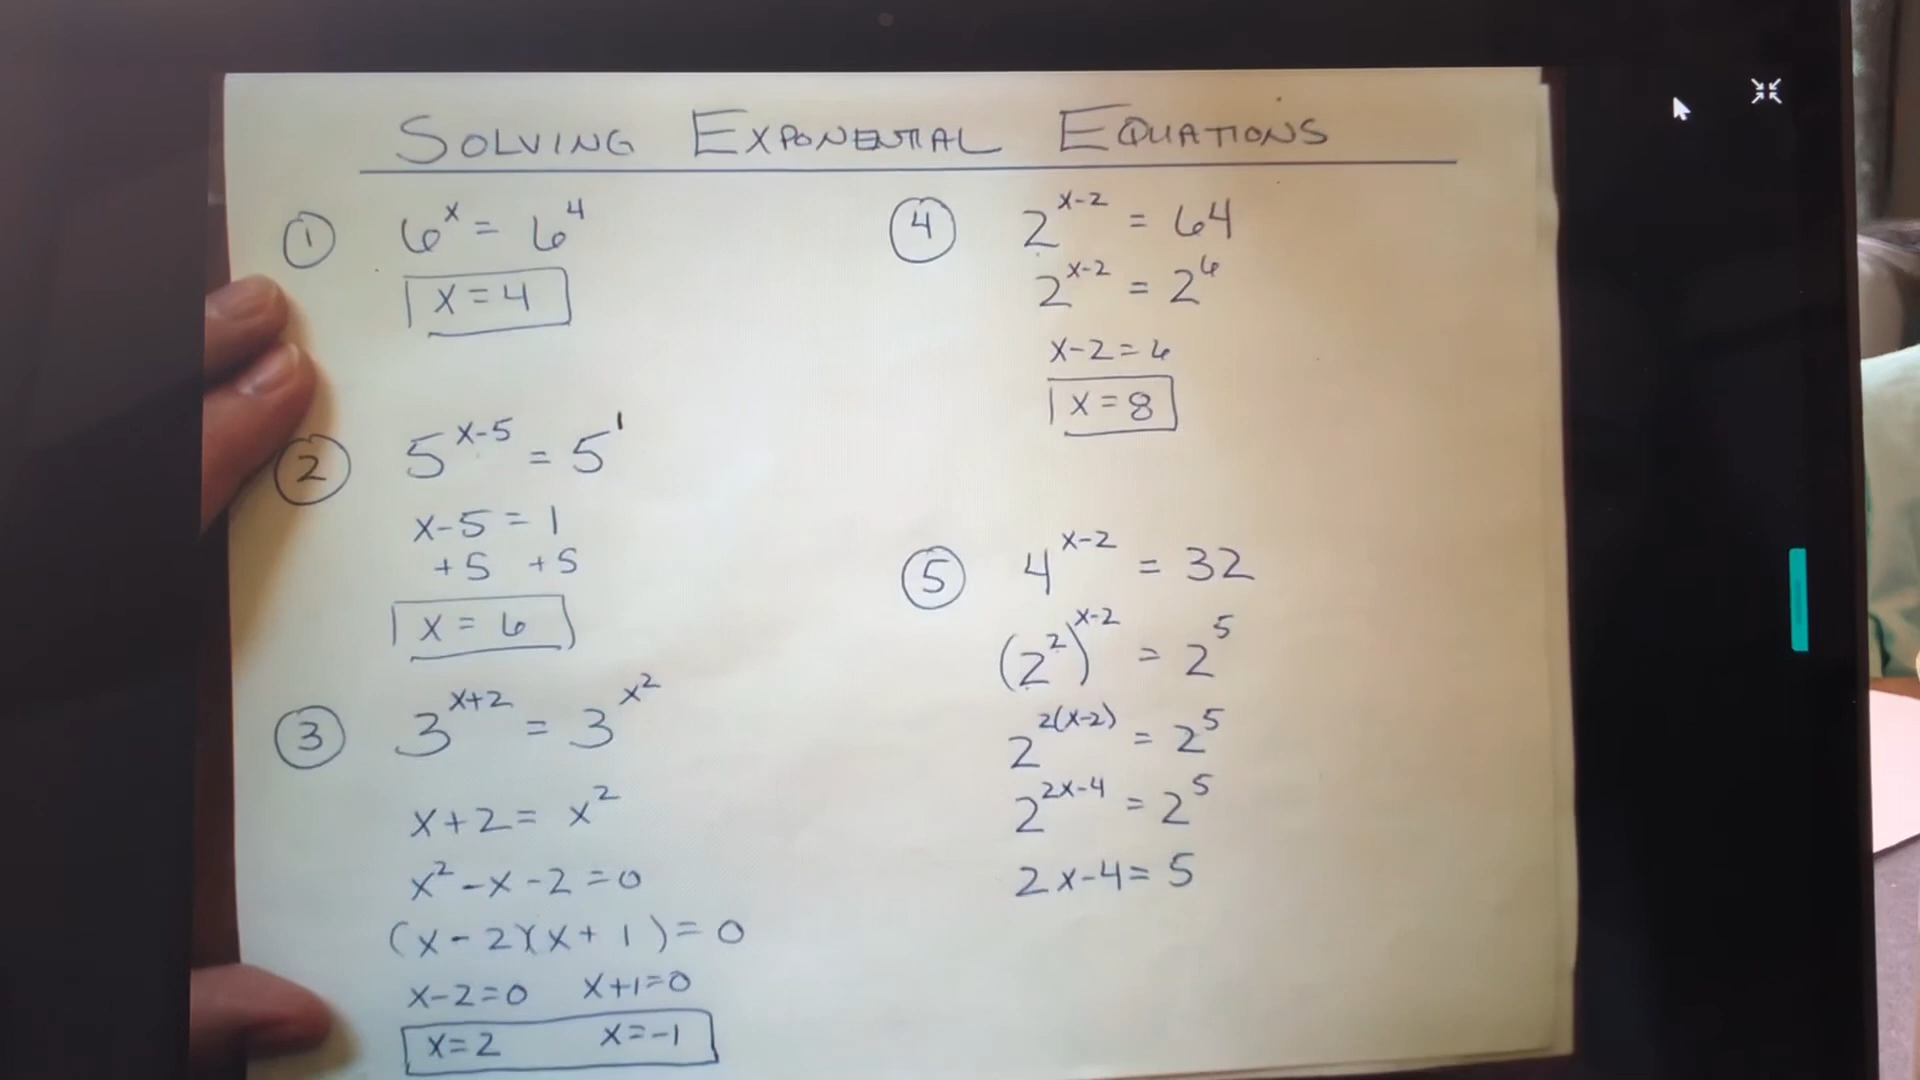 SOLVING EXPONENTIAL EQUATIONS
① 6^x = 6^4
x = 4
② 5^(x-5) = 5^1
x-5 = 1
+5 +5
x = 6
③ 3^(x+2) = 3^(x^2)
x+2 = x^2
x^2 - x - 2 = 0
(x - 2)(x + 1) = 0
x-2=0 x+1=0
x=2 x=-1
④ 2^(x-2) = 64
2^(x-2) = 2^6
x-2 = 6
x = 8
⑤ 4^(x-2) = 32
(2^2)^(x-2) = 2^5
2^(2(x-2)) = 2^5
2^(2x-4) = 2^5
2x-4 = 5